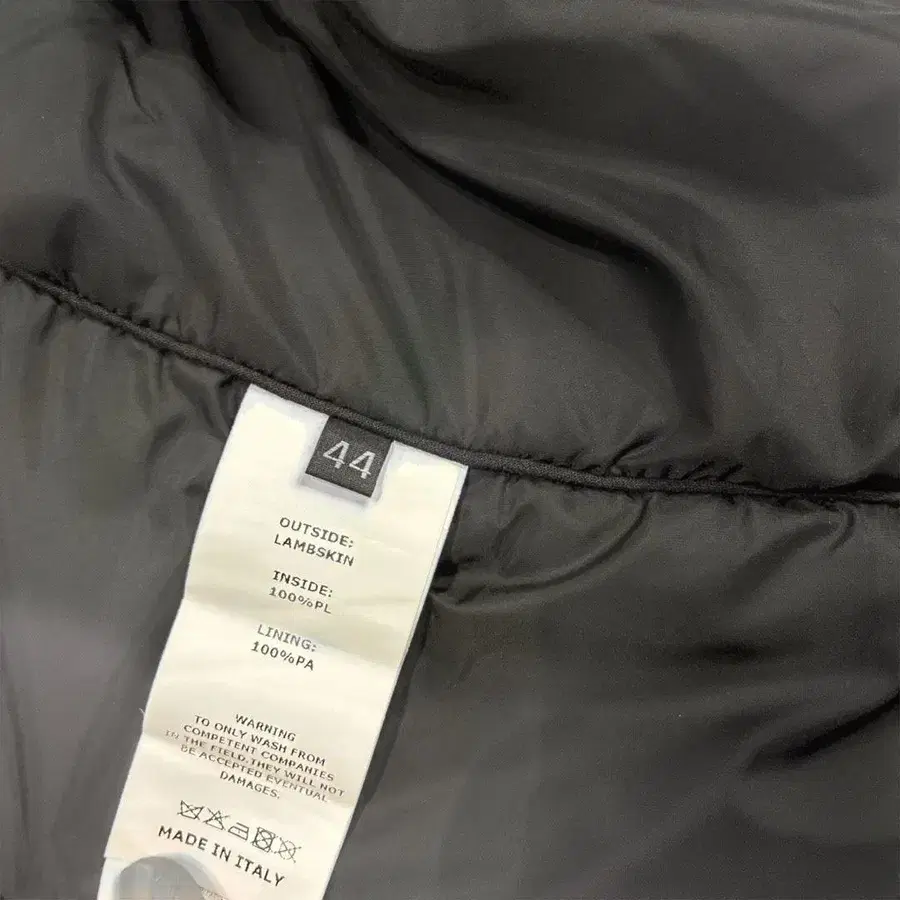 44
OUTSIDE:
LAMBSKIN
INSIDE:
100%PL
LINING:
100%PA
WARNING
TO ONLY WASH FROM
COMPETENT COMPANIES
IN THE FIELD.THEY WILL NOT
BE ACCEPTED EVENTUAL
DAMAGES.
MADE IN ITALY